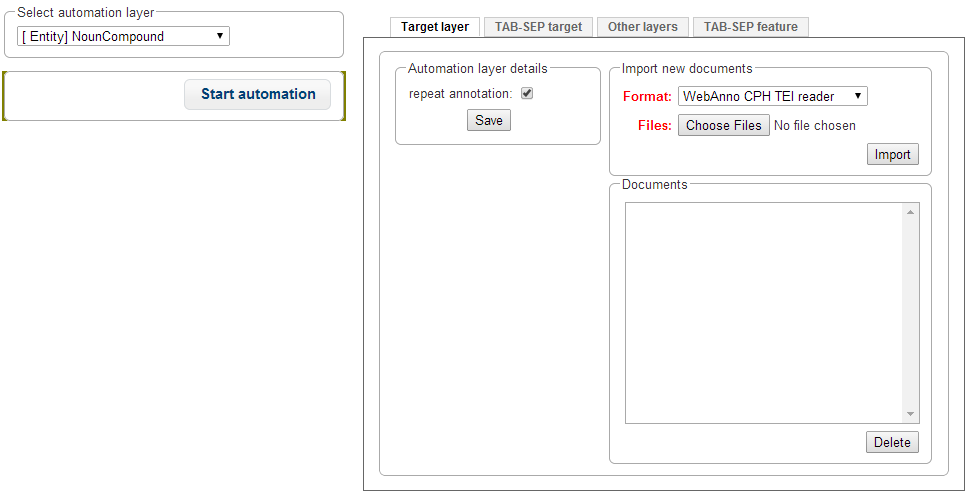 Select automation layer
[ Entity] NounCompound
Start automation
Target layer TAB-SEP target Other layers TAB-SEP feature
Automation layer details
repeat annotation:
Save
Import new documents
Format: WebAnno CPH TEI reader
Files: Choose Files No file chosen
Import
Documents
Delete